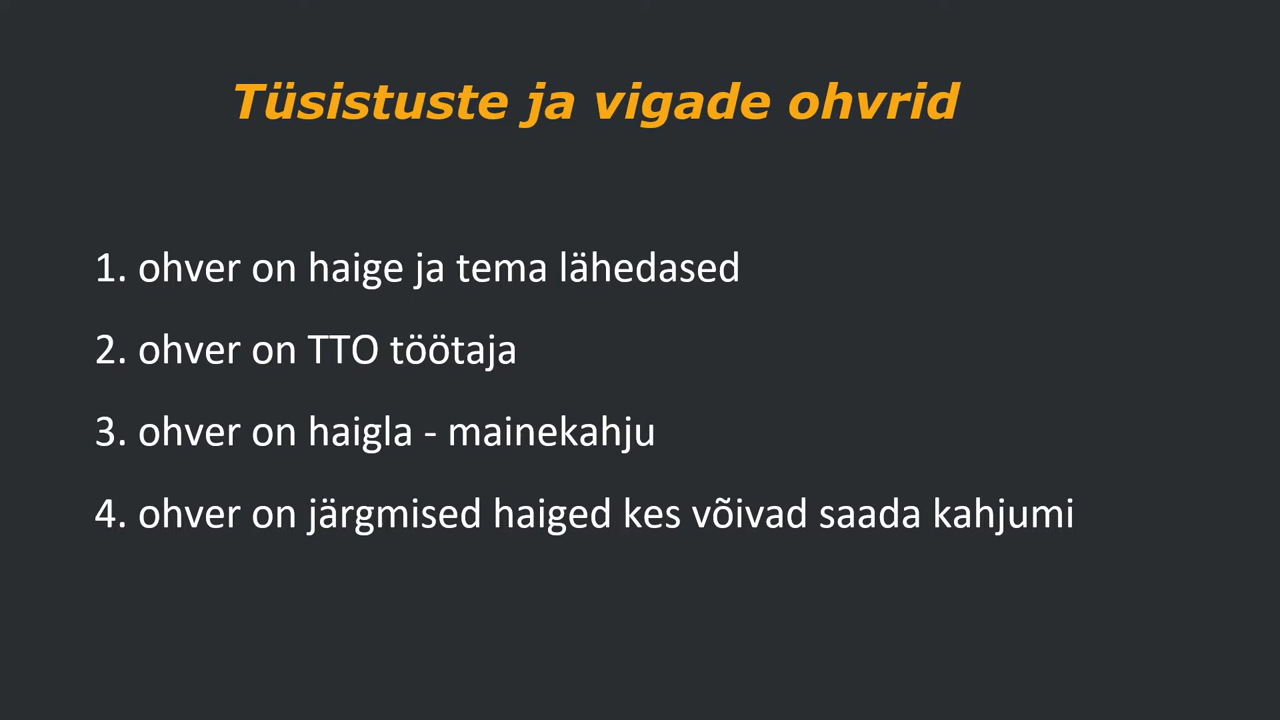 Tüsistuste ja vigade ohvrid
1. ohver on haige ja tema lähedased
2. ohver on TTO töötaja
3. ohver on haigla - mainekahju
4. ohver on järgmised haiged kes võivad saada kahjumi